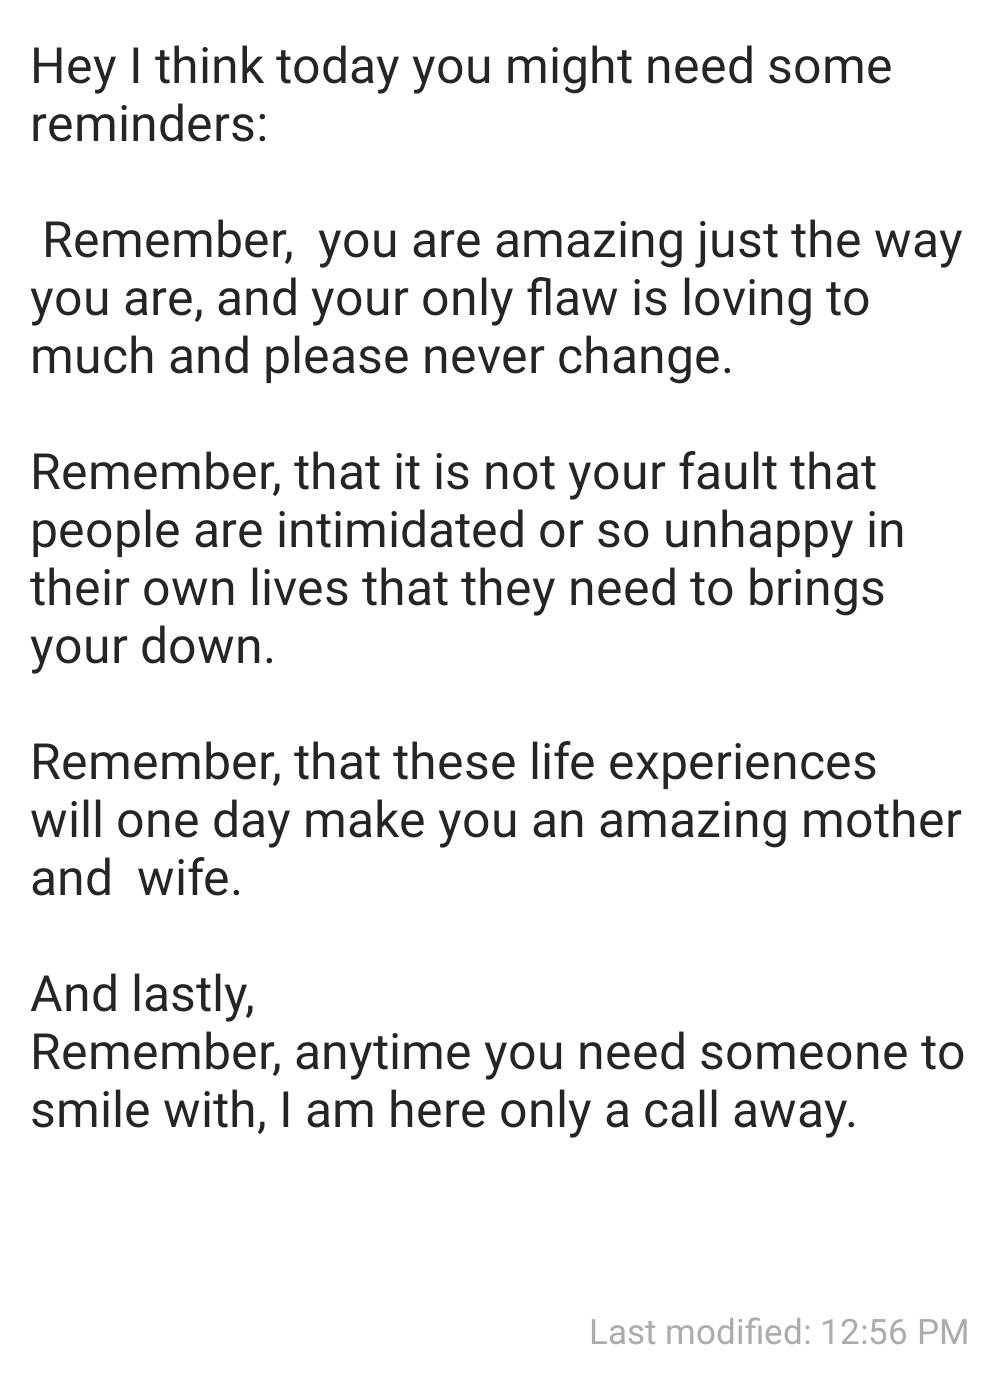 Hey I think today you might need some
reminders:
Remember,  you are amazing just the way
you are, and your only flaw is loving to
much and please never change.
Remember, that it is not your fault that
people are intimidated or so unhappy in
their own lives that they need to brings
your down.
Remember, that these life experiences
will one day make you an amazing mother
and  wife.
And lastly,
Remember, anytime you need someone to
smile with, I am here only a call away.
Last modified: 12:56 PM